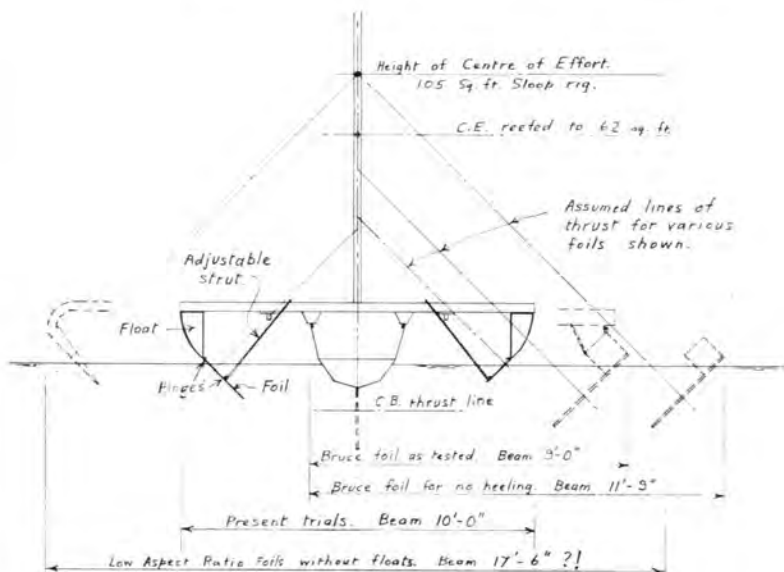 Height of Centre of Effort.
105 Sq. ft. Sloop rig.
C.E. reefed to 62 sq. ft.
Assumed lines of
thrust for various
foils shown.
Adjustable
strut
Float
Hinges
Foil
C.B. thrust line
Bruce foil as tested. Beam 9'-0"
Bruce foil for no heeling. Beam 11'-9"
Present trials. Beam 10'-0"
Low Aspect Ratio Foils without floats. Beam 17'-6" ?!